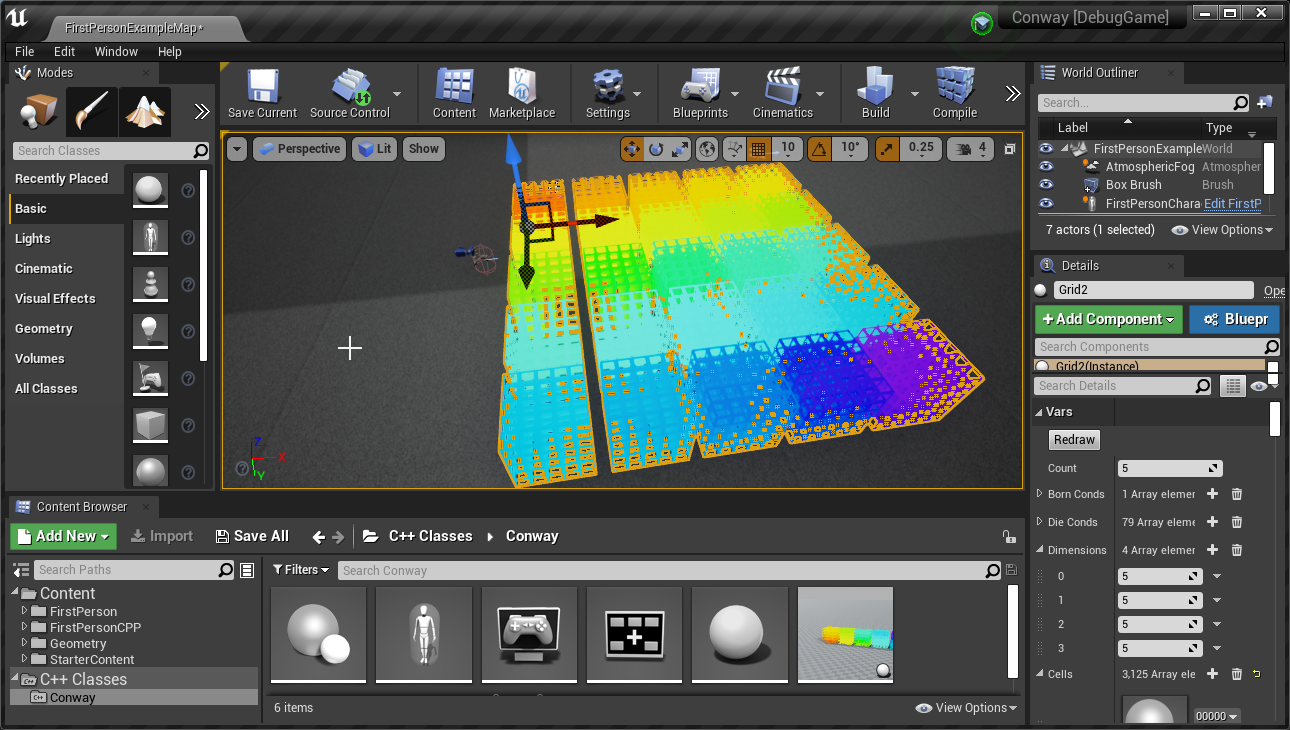 FirstPersonExampleMap*
Conway [DebugGame]
File Edit Window Help
Modes
Search Classes
Recently Placed
Basic
Lights
Cinematic
Visual Effects
Geometry
Volumes
All Classes
Save Current Source Control Content Marketplace Settings Blueprints Cinematics Build Compile
Perspective Lit Show 10 10° 0.25 4
Z
X
Y
World Outliner
Search...
Label Type
FirstPersonExample World
AtmosphericFog Atmospher
Box Brush Brush
FirstPersonChara Edit FirstP
7 actors (1 selected) View Options
Details
Grid2 Ope
+Add Component Bluepr
Search Components
Grid2(Instance)
Search Details
Vars
Redraw
Count 5
Born Conds 1 Array elemer
Die Conds 79 Array eleme
Dimensions 4 Array elemer
0 5
1 5
2 5
3 5
Cells 3,125 Array ele
00000
Content Browser
Add New Import Save All C++ Classes Conway
Search Paths
Filters Search Conway
Content
FirstPerson
FirstPersonCPP
Geometry
StarterContent
C++ Classes
C++ Conway
6 items View Options